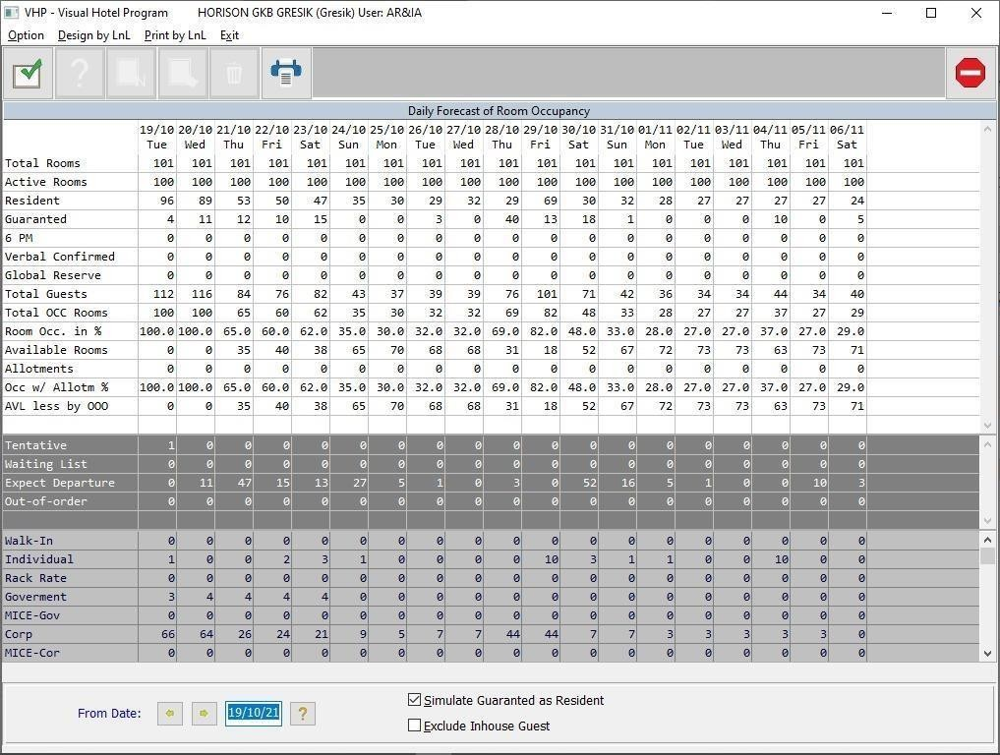 VHP - Visual Hotel Program HORISON GKB GRESIK (Gresik) User: AR&IA
Option Design by LnL Print by LnL Exit
Daily Forecast of Room Occupancy
19/10 20/10 21/10 22/10 23/10 24/10 25/10 26/10 27/10 28/10 29/10 30/10 31/10 01/11 02/11 03/11 04/11 05/11 06/11
Tue Wed Thu Fri Sat Sun Mon Tue Wed Thu Fri Sat Sun Mon Tue Wed Thu Fri Sat
Total Rooms 101 101 101 101 101 101 101 101 101 101 101 101 101 101 101 101 101 101 101
Active Rooms 100 100 100 100 100 100 100 100 100 100 100 100 100 100 100 100 100 100 100
Resident 96 89 53 50 47 35 30 29 32 29 69 30 32 28 27 27 27 27 24
Guaranted 4 11 12 10 15 0 0 3 0 40 13 18 1 0 0 0 10 0 5
6 PM 0 0 0 0 0 0 0 0 0 0 0 0 0 0 0 0 0 0 0
Verbal Confirmed 0 0 0 0 0 0 0 0 0 0 0 0 0 0 0 0 0 0 0
Global Reserve 0 0 0 0 0 0 0 0 0 0 0 0 0 0 0 0 0 0 0
Total Guests 112 116 84 76 82 43 37 39 39 76 101 71 42 36 34 34 44 34 40
Total OCC Rooms 100 100 65 60 62 35 30 32 32 69 82 48 33 28 27 27 37 27 29
Room Occ. in % 100.0 100.0 65.0 60.0 62.0 35.0 30.0 32.0 32.0 69.0 82.0 48.0 33.0 28.0 27.0 27.0 37.0 27.0 29.0
Available Rooms 0 0 35 40 38 65 70 68 68 31 18 52 67 72 73 73 63 73 71
Allotments 0 0 0 0 0 0 0 0 0 0 0 0 0 0 0 0 0 0 0
Occ w/ Allotm % 100.0 100.0 65.0 60.0 62.0 35.0 30.0 32.0 32.0 69.0 82.0 48.0 33.0 28.0 27.0 27.0 37.0 27.0 29.0
AVL less by OOO 0 0 35 40 38 65 70 68 68 31 18 52 67 72 73 73 63 73 71
Tentative 1 0 0 0 0 0 0 0 0 0 0 0 0 0 0 0 0 0 0
Waiting List 0 0 0 0 0 0 0 0 0 0 0 0 0 0 0 0 0 0 0
Expect Departure 0 11 47 15 13 27 5 1 0 3 0 52 16 5 1 0 0 10 3
Out-of-order 0 0 0 0 0 0 0 0 0 0 0 0 0 0 0 0 0 0 0
Walk-In 0 0 0 0 0 0 0 0 0 0 0 0 0 0 0 0 0 0 0
Individual 1 0 0 2 3 1 0 0 0 0 10 3 1 1 0 0 10 0 0
Rack Rate 0 0 0 0 0 0 0 0 0 0 0 0 0 0 0 0 0 0 0
Goverment 3 4 4 4 4 0 0 0 0 0 0 0 0 0 0 0 0 0 0
MICE-Gov 0 0 0 0 0 0 0 0 0 0 0 0 0 0 0 0 0 0 0
Corp 66 64 26 24 21 9 5 7 7 44 44 7 7 3 3 3 3 3 0
MICE-Cor 0 0 0 0 0 0 0 0 0 0 0 0 0 0 0 0 0 0 0
Simulate Guaranted as Resident
From Date: 19/10/21 ?
Exclude Inhouse Guest